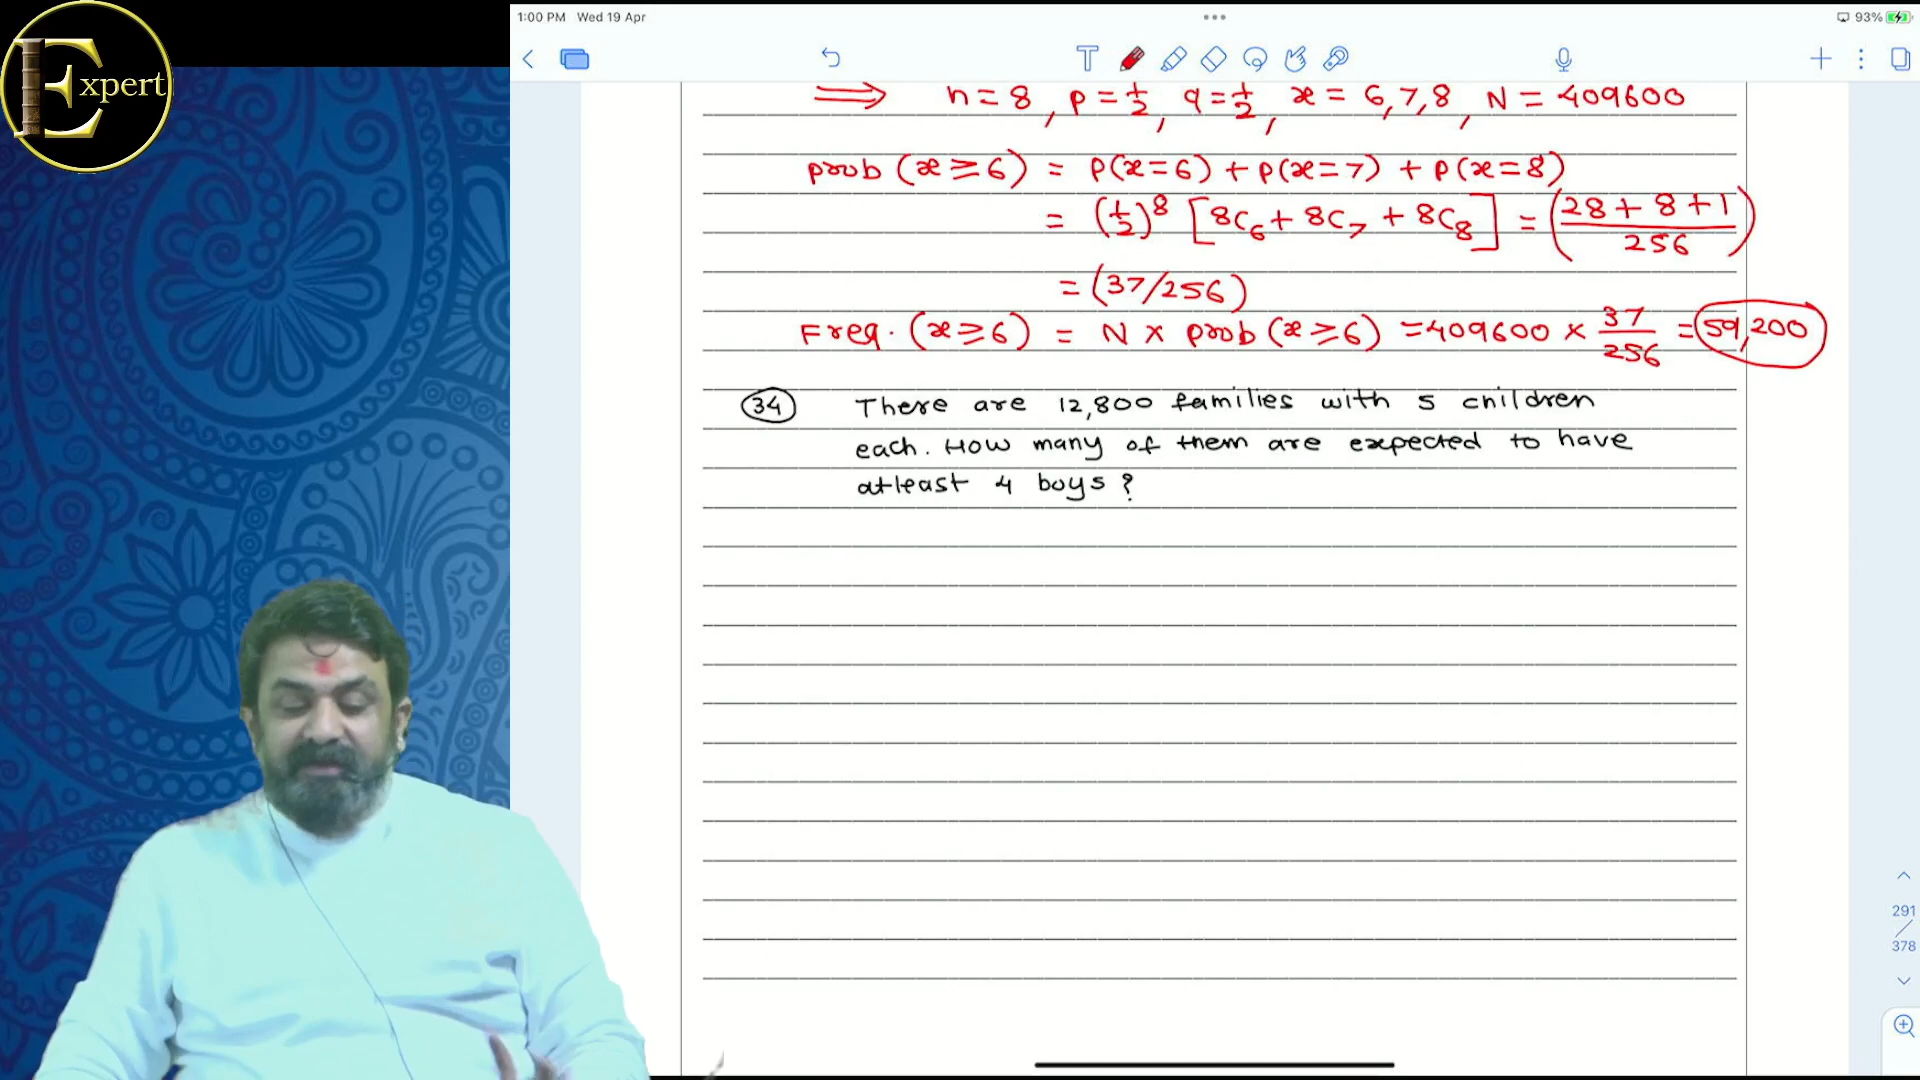 Expert
1:00 PM Wed 19 Apr
93%
⟹ n = 8, p = 1/2, q = 1/2, x = 6,7,8, N = 409600
prob (x ≥ 6) = p(x = 6) + p(x = 7) + p(x = 8)
= (1/2)^8 [8C6 + 8C7 + 8C8] = (28 + 8 + 1 / 256)
= (37/256)
Freq. (x ≥ 6) = N × prob (x ≥ 6) = 409600 × 37/256 = 59,200
34 There are 12,800 families with 5 children
each. How many of them are expected to have
atleast 4 boys ?
291
/
378